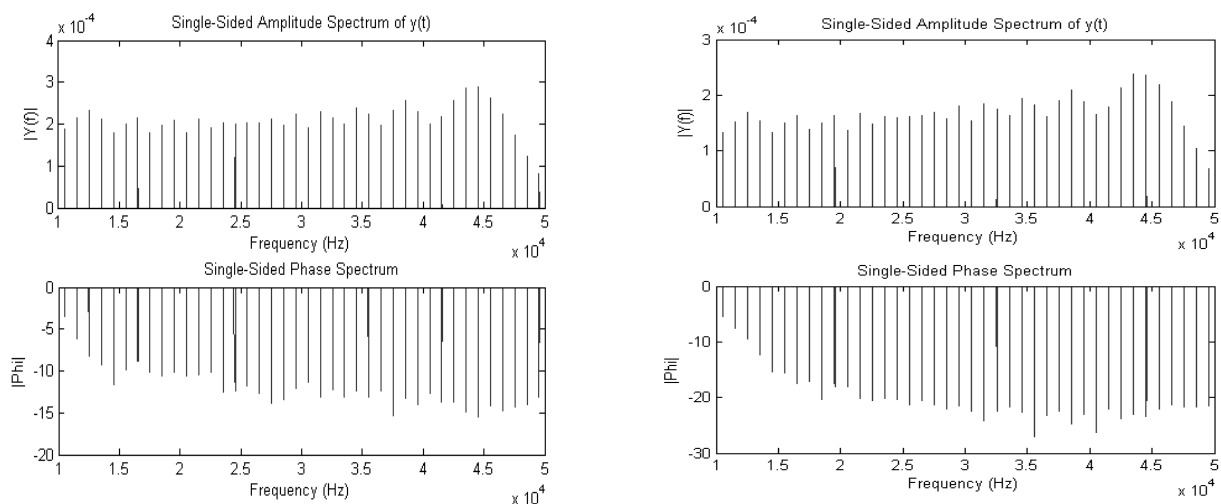 Single-Sided Amplitude Spectrum of y(t)
x 10^-4
4
3
2
1
0
|Y(f)|
1 1.5 2 2.5 3 3.5 4 4.5 5
Frequency (Hz)
x 10^4
Single-Sided Phase Spectrum
0
-5
-10
-15
-20
|Phi|
1 1.5 2 2.5 3 3.5 4 4.5 5
Frequency (Hz)
x 10^4
Single-Sided Amplitude Spectrum of y(t)
x 10^-4
3
2
1
0
|Y(f)|
1 1.5 2 2.5 3 3.5 4 4.5 5
Frequency (Hz)
x 10^4
Single-Sided Phase Spectrum
0
-10
-20
-30
|Phi|
1 1.5 2 2.5 3 3.5 4 4.5 5
Frequency (Hz)
x 10^4